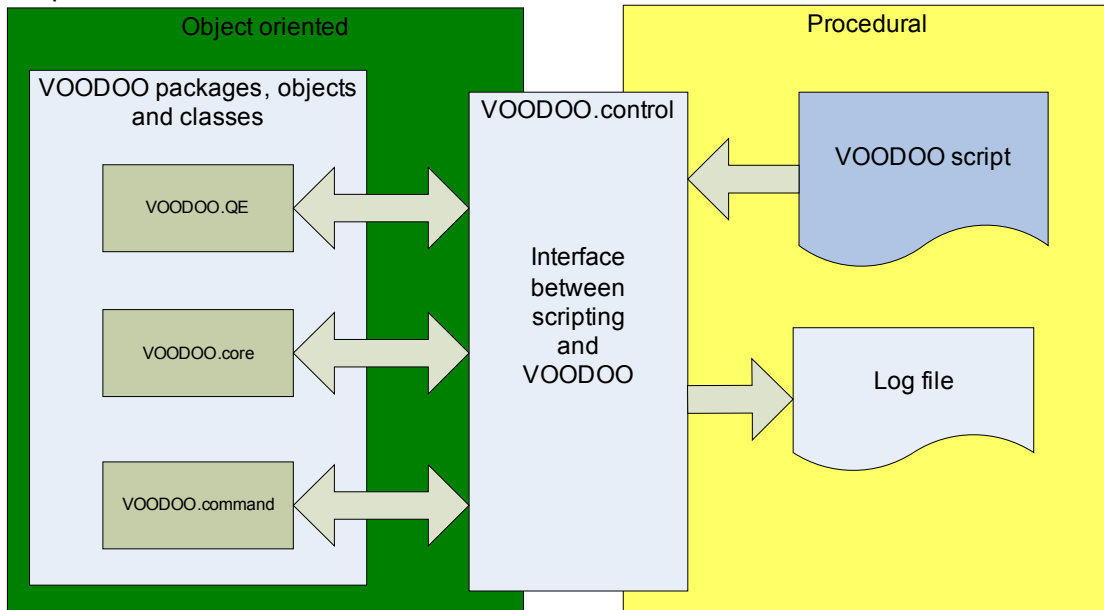 Object oriented
Procedural
VOODOO packages, objects
and classes
VOODOO.control
VOODOO script
VOODOO.QE
Interface
between
scripting
and
VOODOO
VOODOO.core
Log file
VOODOO.command